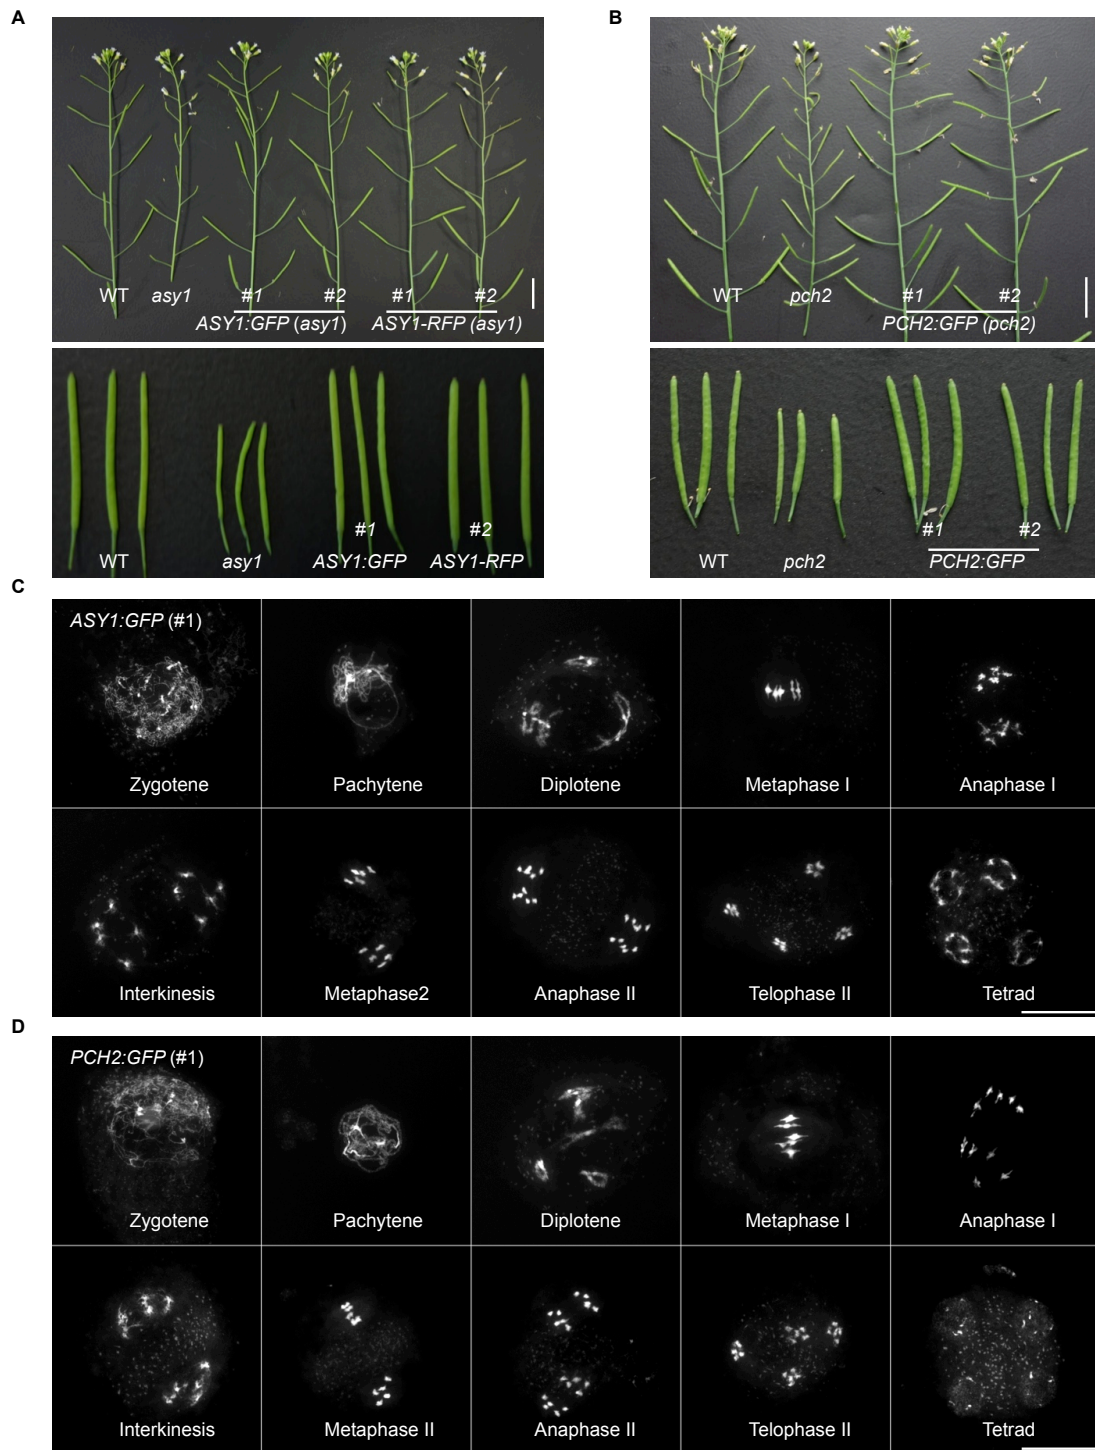 A
B
WT asy1 #1 #2 #1 #2
ASY1:GFP (asy1) ASY1-RFP (asy1)
WT pch2 #1 #2
PCH2:GFP (pch2)
#1 #2
WT asy1 ASY1:GFP ASY1-RFP
#1 #2
WT pch2 PCH2:GFP
C
ASY1:GFP (#1)
Zygotene Pachytene Diplotene Metaphase I Anaphase I
Interkinesis Metaphase2 Anaphase II Telophase II Tetrad
D
PCH2:GFP (#1)
Zygotene Pachytene Diplotene Metaphase I Anaphase I
Interkinesis Metaphase II Anaphase II Telophase II Tetrad